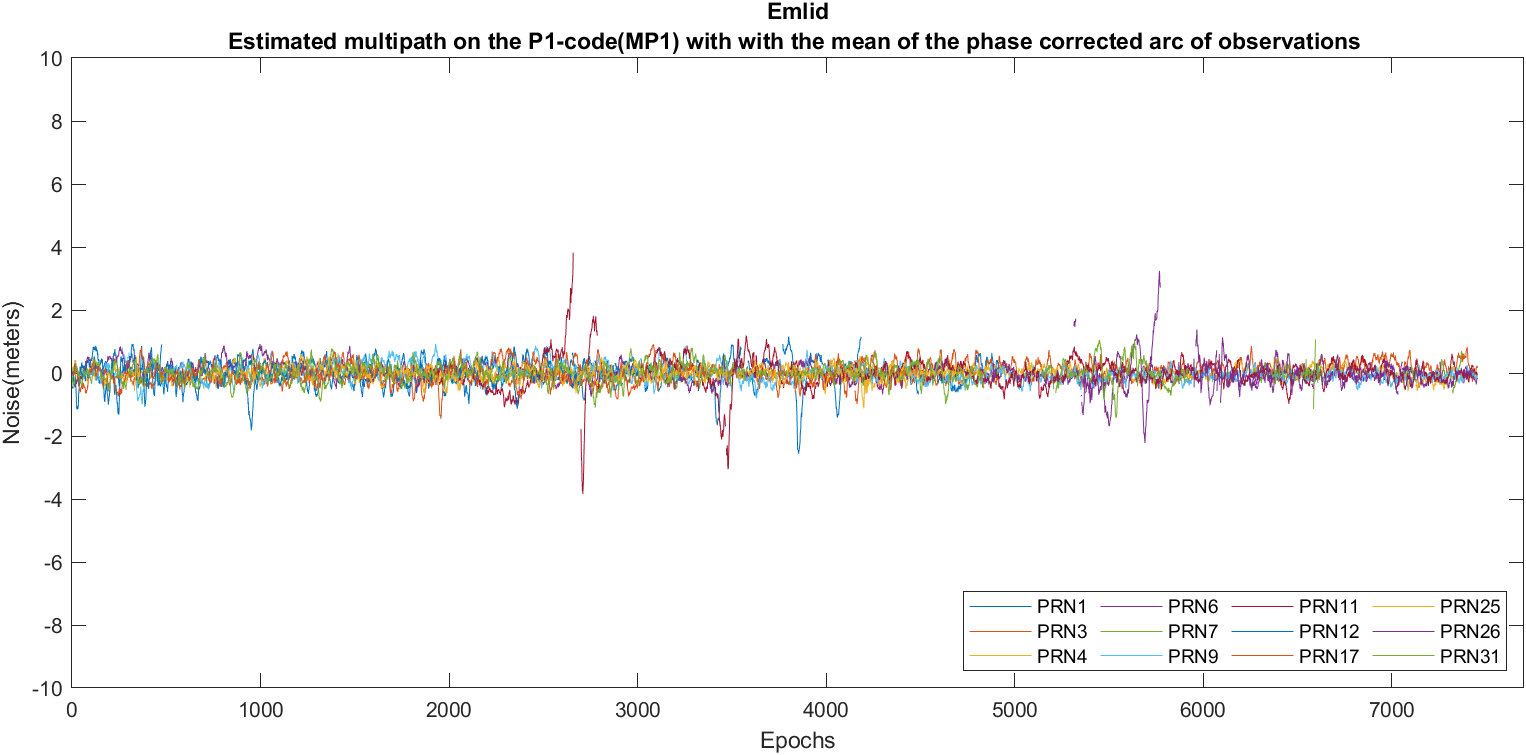 Emlid
Estimated multipath on the P1-code(MP1) with with the mean of the phase corrected arc of observations
10
8
6
4
2
0
-2
-4
-6
-8
-10
Noise(meters)
0 1000 2000 3000 4000 5000 6000 7000
Epochs
PRN1 PRN6 PRN11 PRN25
PRN3 PRN7 PRN12 PRN26
PRN4 PRN9 PRN17 PRN31